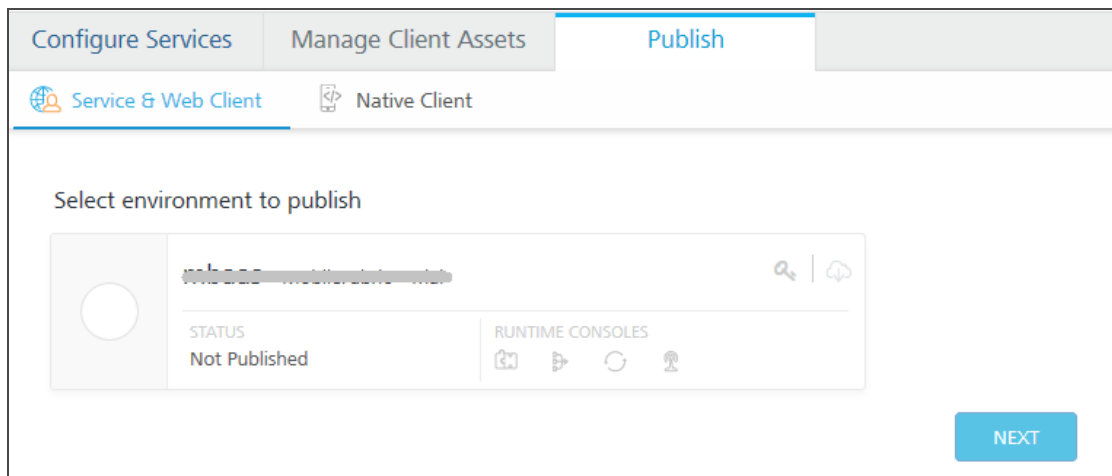 Configure Services
Manage Client Assets
Publish
Service & Web Client
Native Client
Select environment to publish
STATUS
Not Published
RUNTIME CONSOLES
NEXT